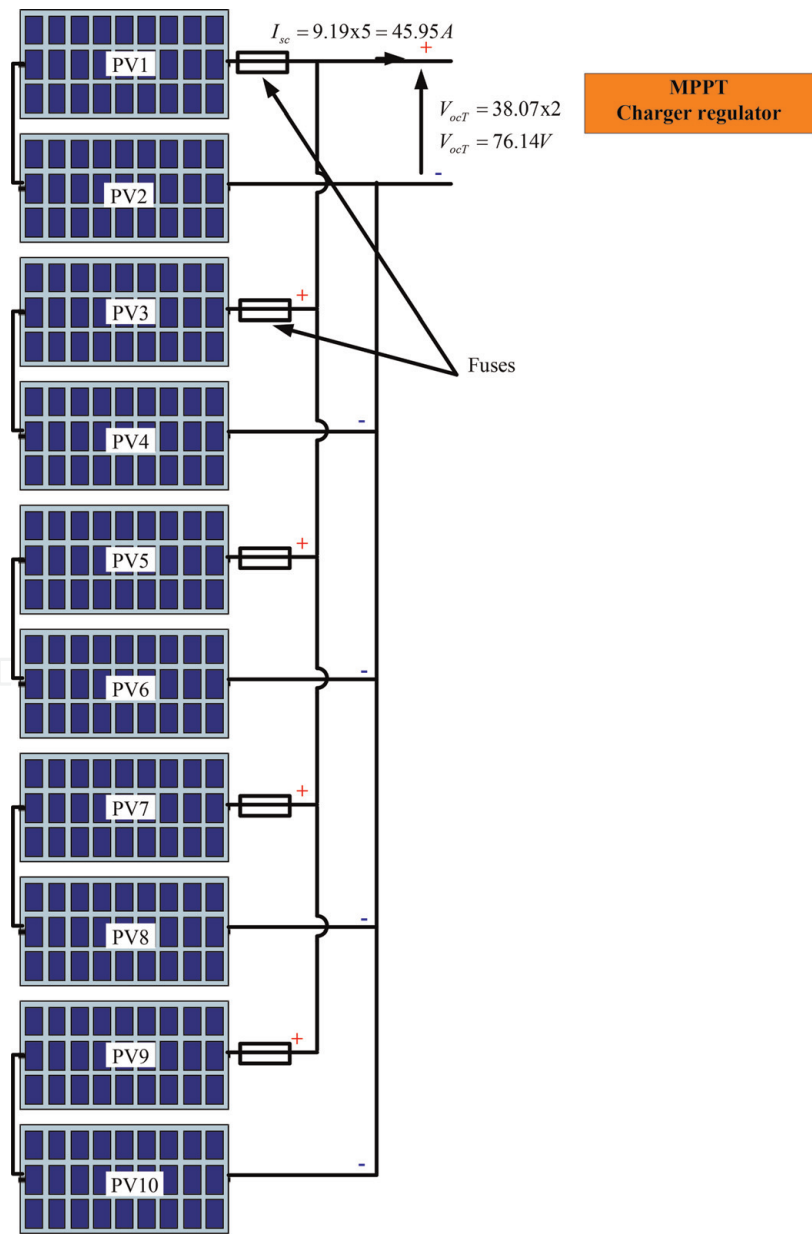 I_sc = 9.19x5 = 45.95A
+
PV1
V_ocT = 38.07x2
V_ocT = 76.14V
MPPT
Charger regulator
-
PV2
PV3
+
Fuses
PV4
-
PV5
+
PV6
-
PV7
+
PV8
-
PV9
+
PV10
-